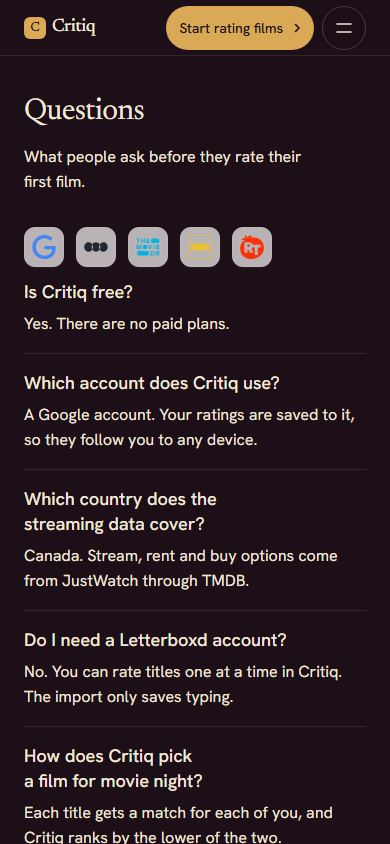 C Critiq
Start rating films
Questions
What people ask before they rate their
first film.
G
THE
MOVIE
DB
RT
Is Critiq free?
Yes. There are no paid plans.
Which account does Critiq use?
A Google account. Your ratings are saved to it,
so they follow you to any device.
Which country does the
streaming data cover?
Canada. Stream, rent and buy options come
from JustWatch through TMDB.
Do I need a Letterboxd account?
No. You can rate titles one at a time in Critiq.
The import only saves typing.
How does Critiq pick
a film for movie night?
Each title gets a match for each of you, and
Critiq ranks by the lower of the two.